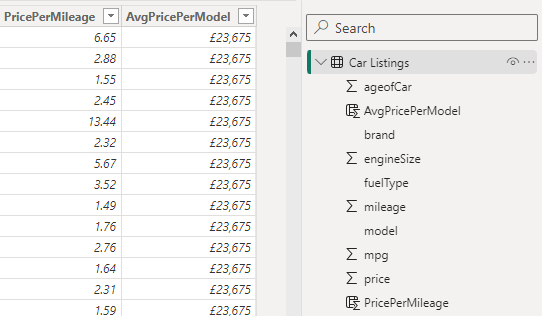 PricePerMileage AvgPricePerModel
6.65 £23,675
2.88 £23,675
1.55 £23,675
2.45 £23,675
13.44 £23,675
2.32 £23,675
5.67 £23,675
3.52 £23,675
1.49 £23,675
1.76 £23,675
2.76 £23,675
1.64 £23,675
2.31 £23,675
1.59 £23,675
Search
Car Listings
ageofCar
AvgPricePerModel
brand
engineSize
fuelType
mileage
model
mpg
price
PricePerMileage